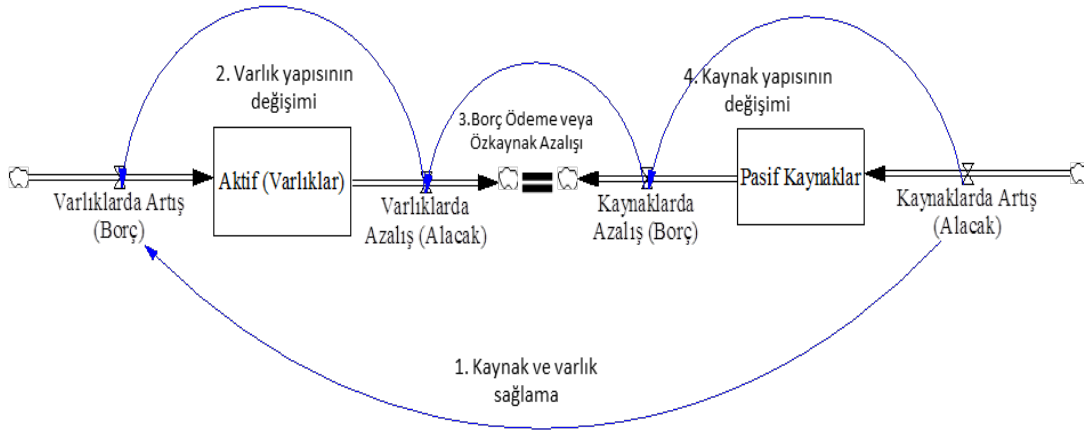 2. Varlık yapısının
değişimi
4. Kaynak yapısının
değişimi
3.Borç Ödeme veya
Özkaynak Azalışı
Aktif (Varlıklar)
Pasif Kaynaklar
Varlıklarda Artış
(Borç)
Varlıklarda
Azalış (Alacak)
Kaynaklarda
Azalış (Borç)
Kaynaklarda Artış
(Alacak)
1. Kaynak ve varlık
sağlama